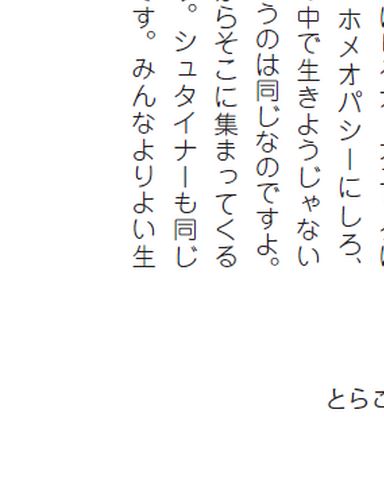 ホメオパシーにしろ、
中で生きようじゃない
うのは同じなのですよ。
らそこに集まってくる
。シュタイナーも同じ
す。みんなよりよい生
とらこ